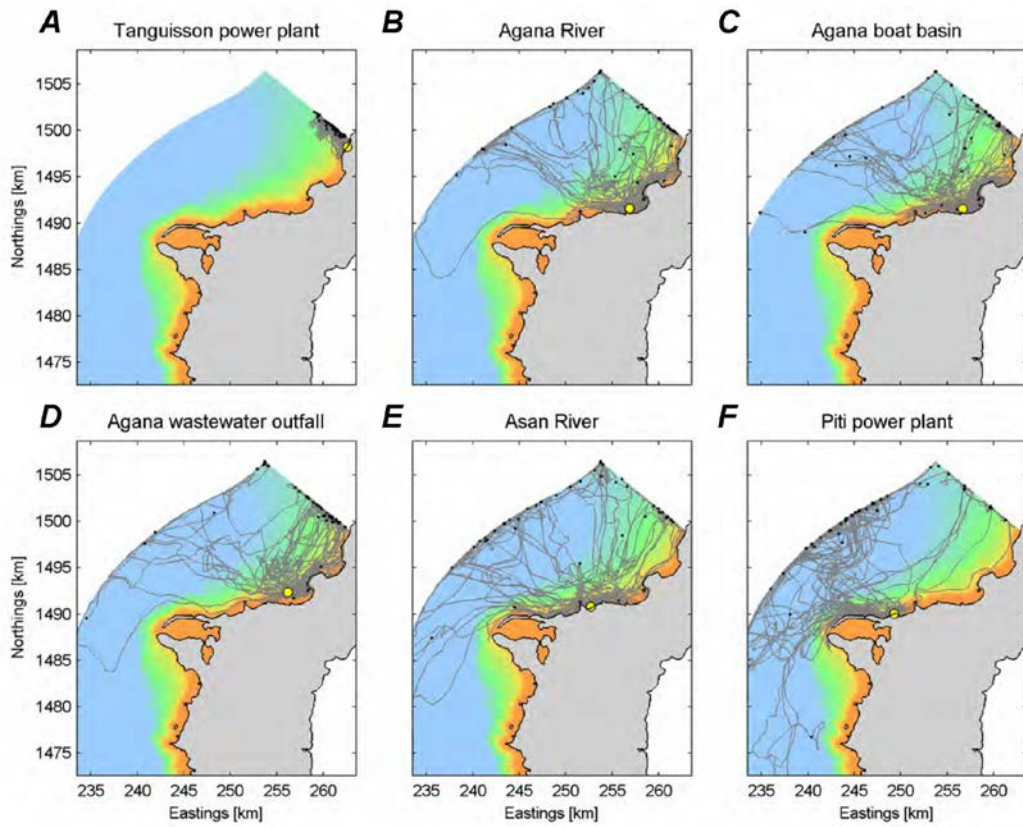 A
Tanguisson power plant
B
Agana River
C
Agana boat basin
1505
1500
1495
1490
1485
1480
1475
Northings [km]
D
Agana wastewater outfall
E
Asan River
F
Piti power plant
1505
1500
1495
1490
1485
1480
1475
Northings [km]
235 240 245 250 255 260
235 240 245 250 255 260
235 240 245 250 255 260
Eastings [km]
Eastings [km]
Eastings [km]